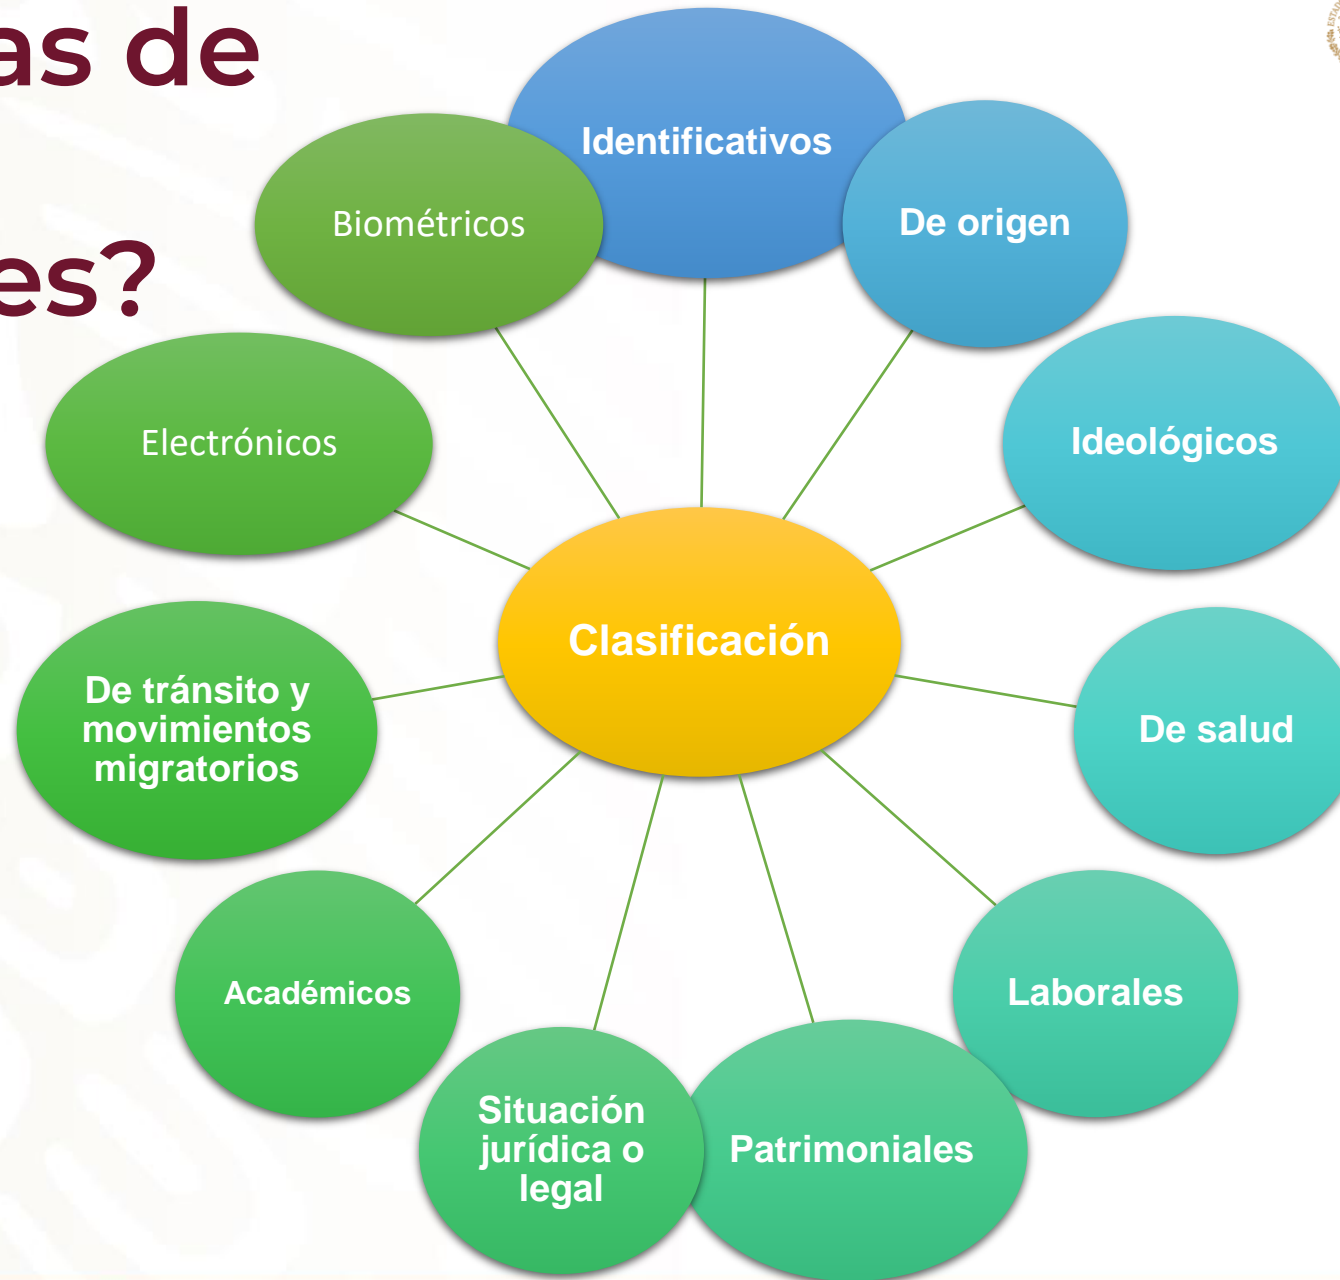 as de
es?
Identificativos
De origen
Ideológicos
De salud
Laborales
Patrimoniales
Situación
jurídica o
legal
Académicos
De tránsito y
movimientos
migratorios
Electrónicos
Biométricos
Clasificación